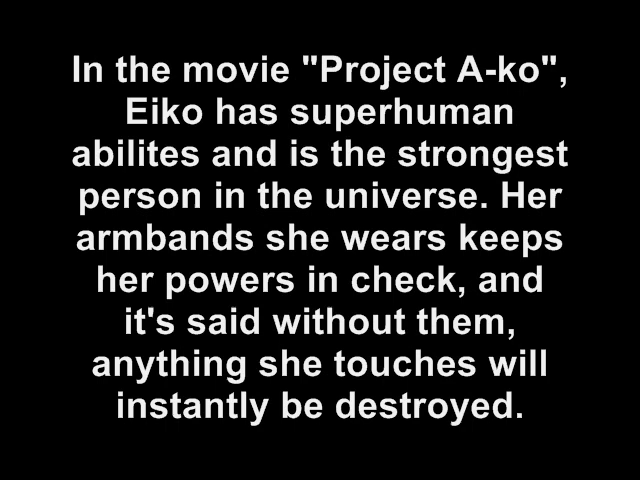 In the movie "Project A-ko",
Eiko has superhuman
abilites and is the strongest
person in the universe. Her
armbands she wears keeps
her powers in check, and
it's said without them,
anything she touches will
instantly be destroyed.